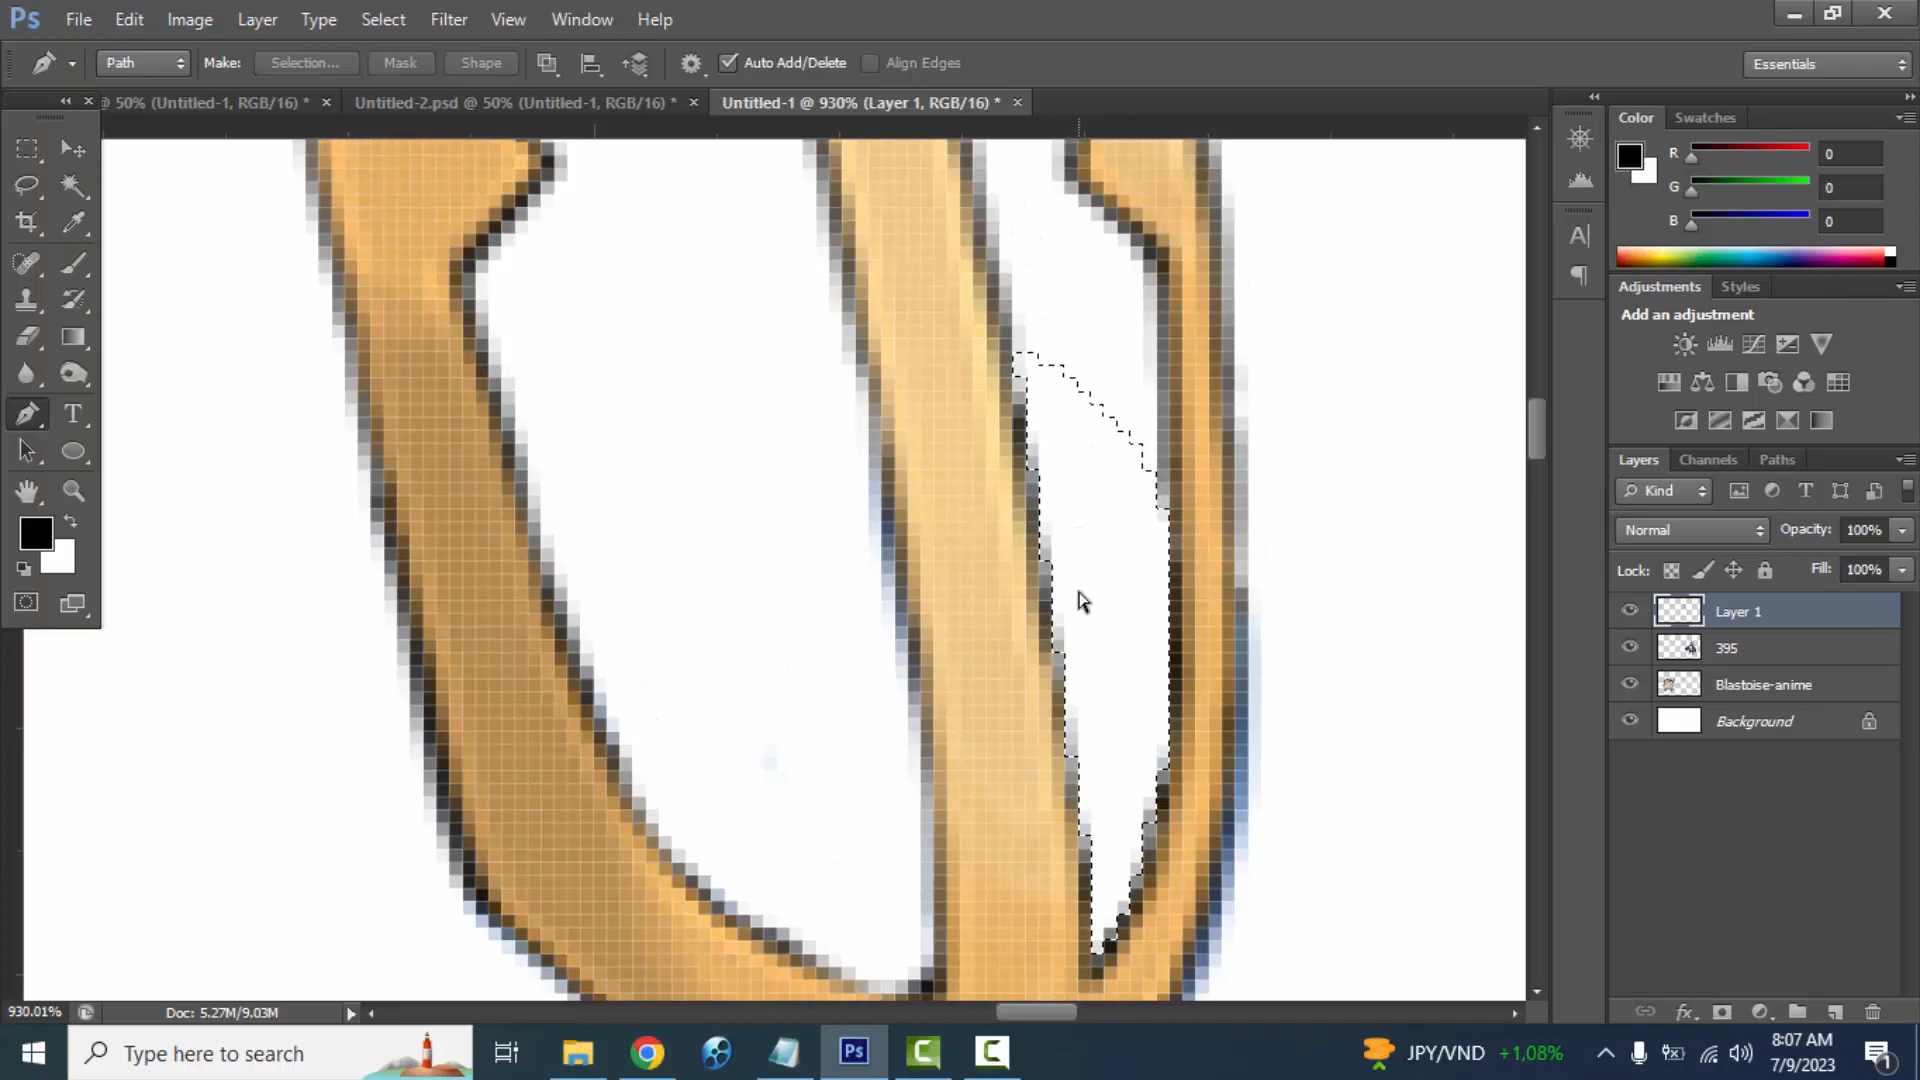 Ps File Edit Image Layer Type Select Filter View Window Help
Path Make: Selection... Mask Shape Auto Add/Delete Align Edges Essentials
@ 50% (Untitled-1, RGB/16) * × Untitled-2.psd @ 50% (Untitled-1, RGB/16) * × Untitled-1 @ 930% (Layer 1, RGB/16) * ×
Color Swatches
R 0
G 0
B 0
Adjustments Styles
Add an adjustment
Layers Channels Paths
Kind
Normal Opacity: 100%
Lock: Fill: 100%
Layer 1
395
Blastoise-anime
Background
930.01% Doc: 5.27M/9.03M
Type here to search
Ps
JPY/VND +1,08%
8:07 AM
7/9/2023
1